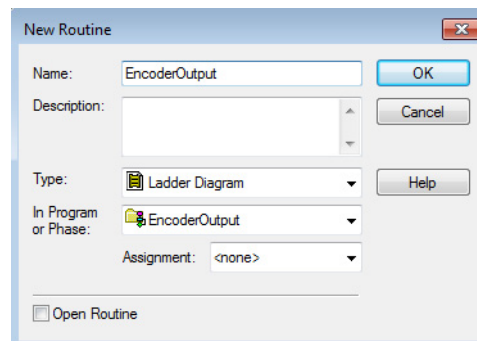 New Routine
Name: EncoderOutput OK
Description: Cancel
Type: Ladder Diagram Help
In Program
or Phase: EncoderOutput
Assignment: <none>
Open Routine